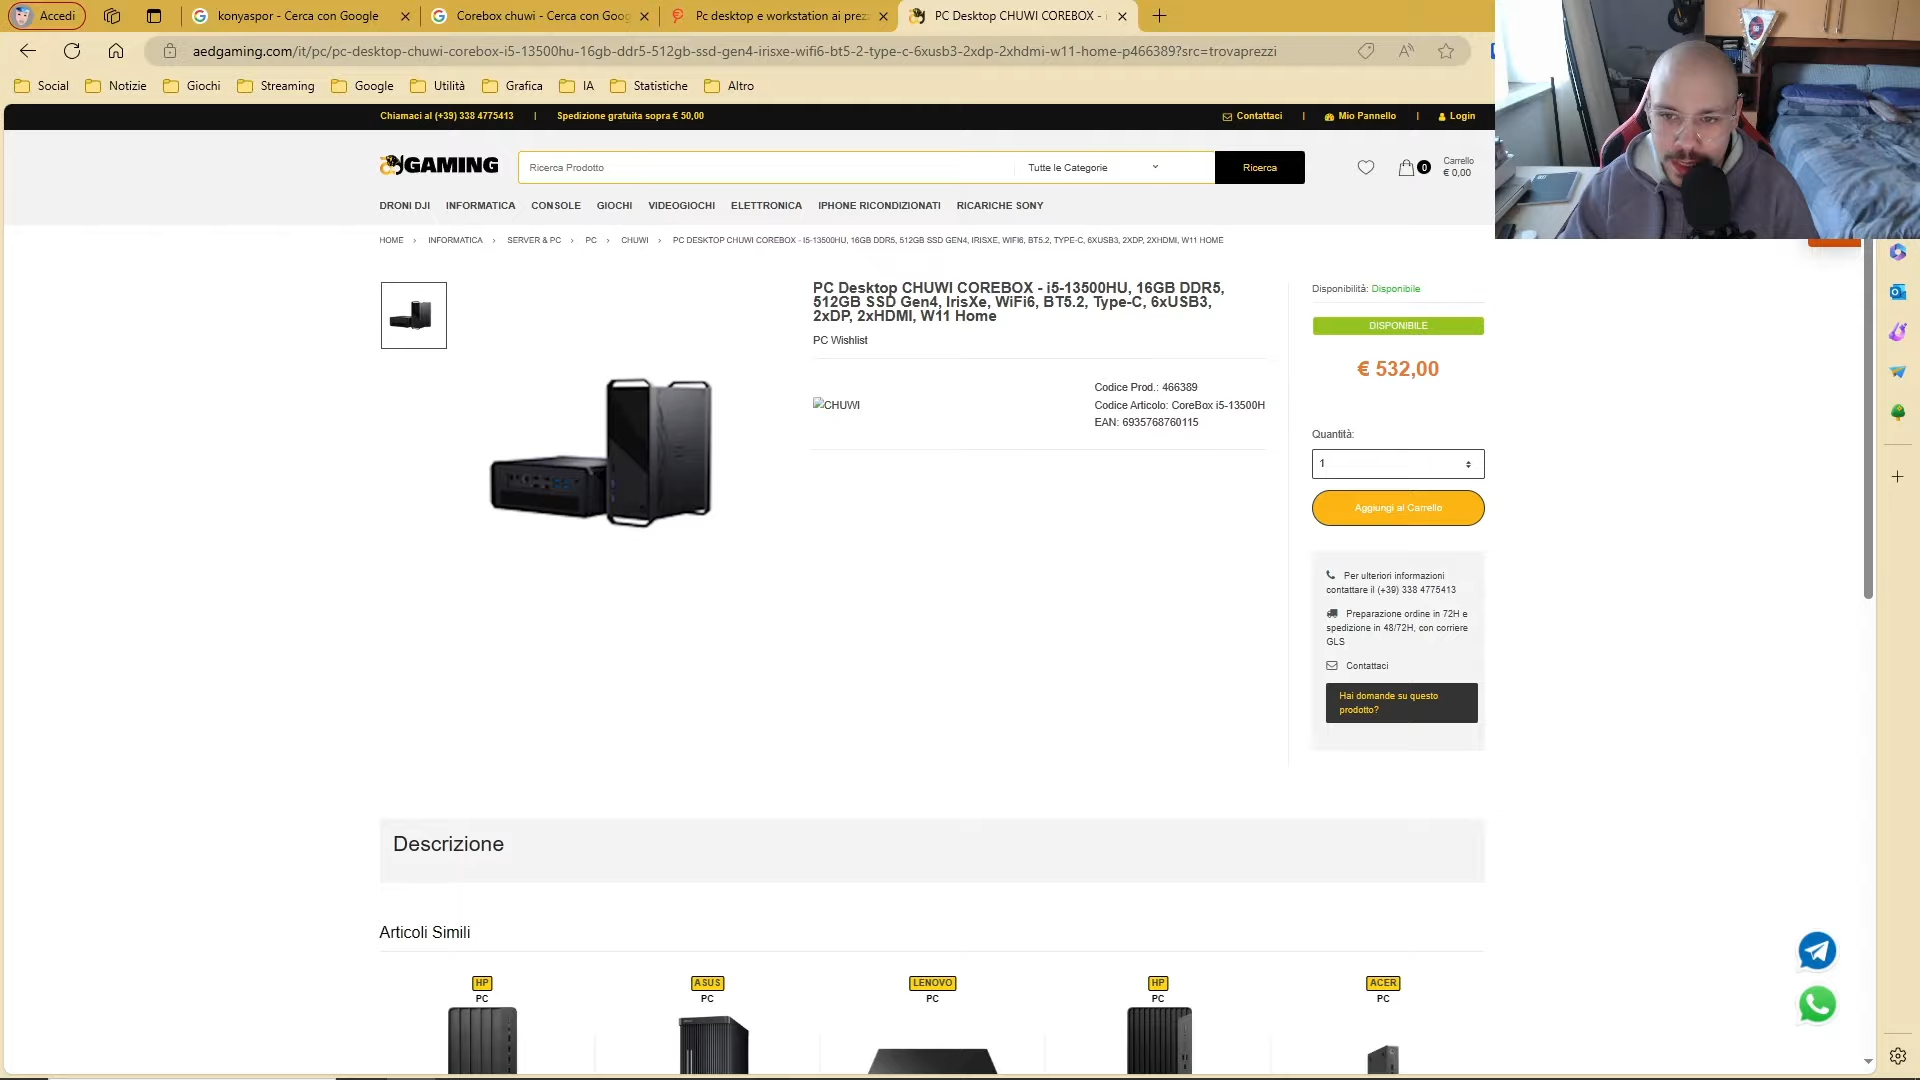 Accedi
konyaspor - Cerca con Google
Corebox chuwi - Cerca con Goog
Pc desktop e workstation ai prez
PC Desktop CHUWI COREBOX -
aedgaming.com/it/pc/pc-desktop-chuwi-corebox-i5-13500hu-16gb-ddr5-512gb-ssd-gen4-irisxe-wifi6-bt5-2-type-c-6xusb3-2xdp-2xhdmi-w11-home-p466389?src=trovaprezzi
Social
Notizie
Giochi
Streaming
Google
Utilità
Grafica
IA
Statistiche
Altro
Chiamaci al (+39) 338 4775413 | Spedizione gratuita sopra € 50,00
Contattaci | Mio Pannello | Login
GAMING
Ricerca Prodotto
Tutte le Categorie
Ricerca
0
Carrello
€ 0,00
DRONI DJI INFORMATICA CONSOLE GIOCHI VIDEOGIOCHI ELETTRONICA IPHONE RICONDIZIONATI RICARICHE SONY
HOME > INFORMATICA > SERVER & PC > PC > CHUWI > PC DESKTOP CHUWI COREBOX - I5-13500HU, 16GB DDR5, 512GB SSD GEN4, IRISXE, WIFI6, BT5.2, TYPE-C, 6XUSB3, 2XDP, 2XHDMI, W11 HOME
PC Desktop CHUWI COREBOX - i5-13500HU, 16GB DDR5,
512GB SSD Gen4, IrisXe, WiFi6, BT5.2, Type-C, 6xUSB3,
2xDP, 2xHDMI, W11 Home
PC Wishlist
CHUWI
Codice Prod.: 466389
Codice Articolo: CoreBox i5-13500H
EAN: 6935768760115
Disponibilità: Disponibile
DISPONIBILE
€ 532,00
Quantità:
1
Aggiungi al Carrello
Per ulteriori informazioni
contattare il (+39) 338 4775413
Preparazione ordine in 72H e
spedizione in 48/72H, con corriere
GLS
Contattaci
Hai domande su questo
prodotto?
Descrizione
Articoli Simili
HP
PC
ASUS
PC
LENOVO
PC
HP
PC
ACER
PC